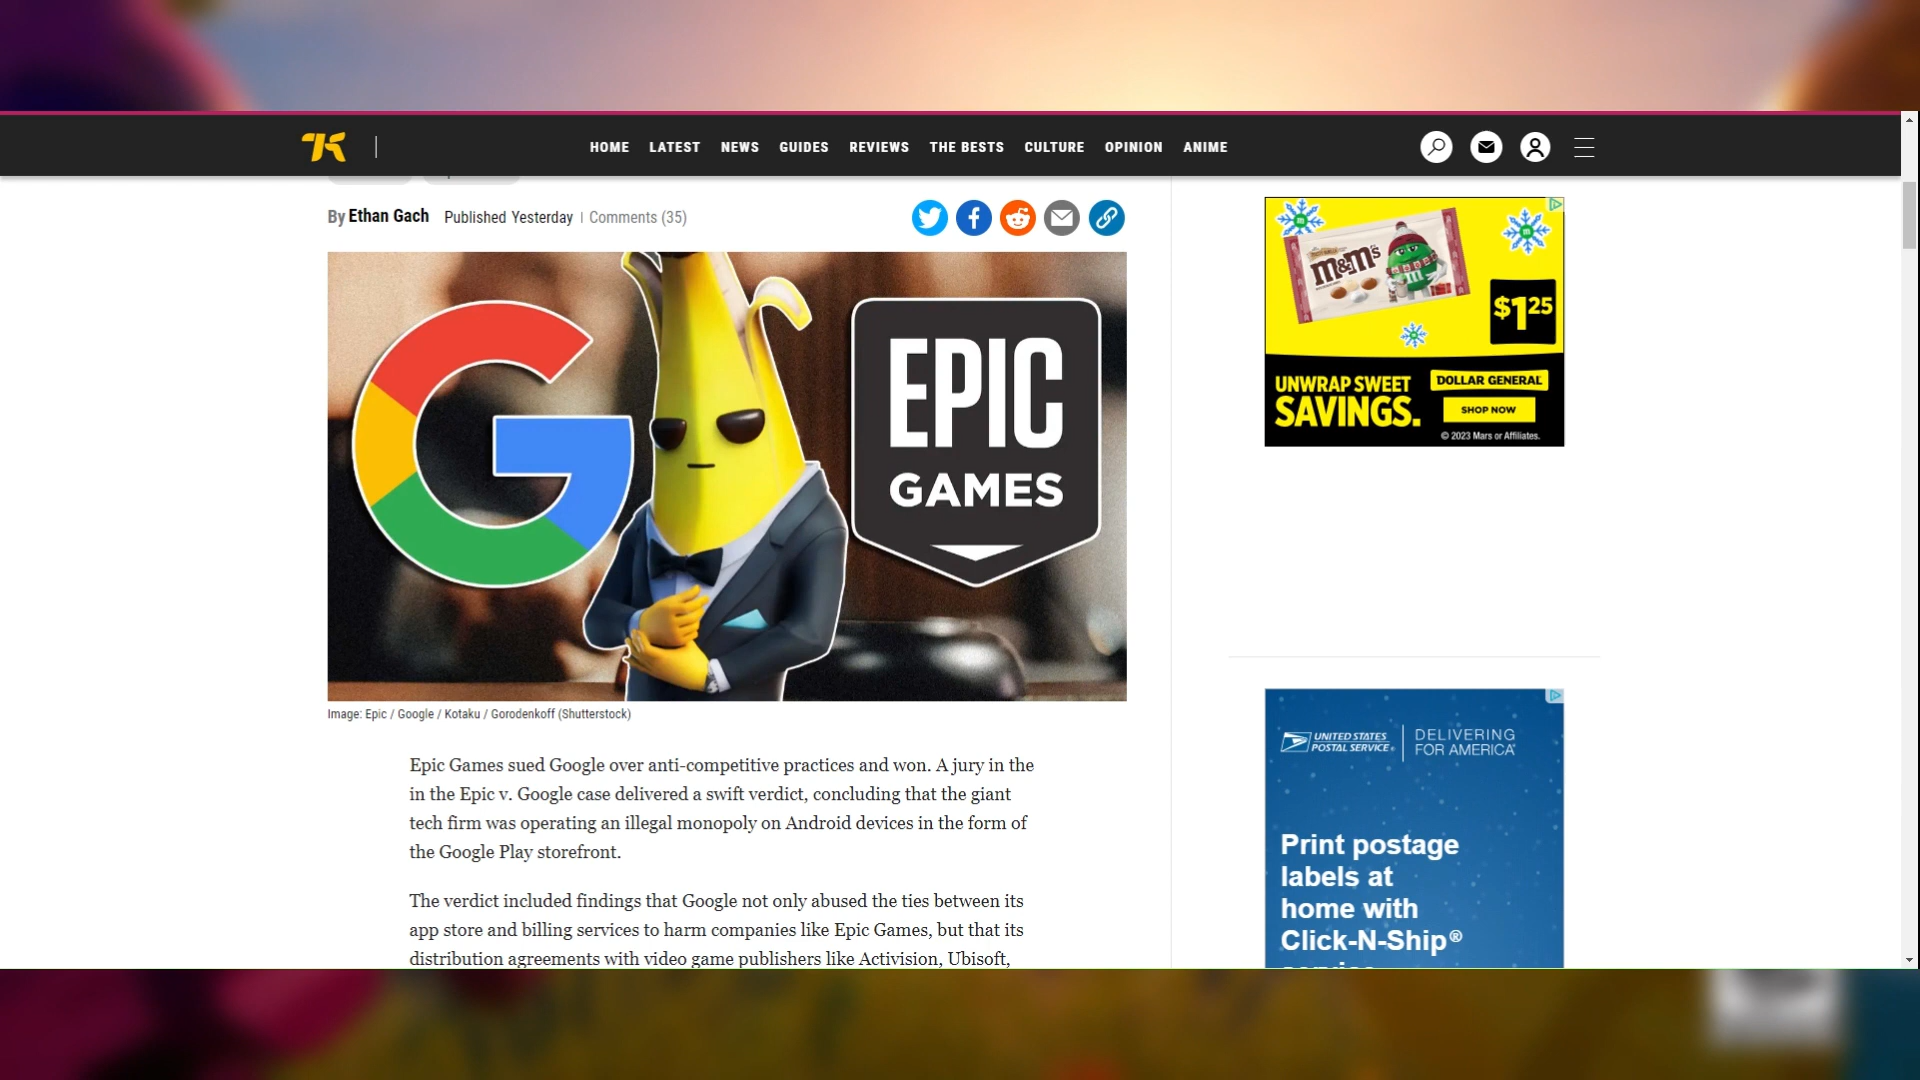 HOME LATEST NEWS GUIDES REVIEWS THE BESTS CULTURE OPINION ANIME
By Ethan Gach Published Yesterday | Comments (35)
EPIC
GAMES
Image: Epic / Google / Kotaku / Gorodenkoff (Shutterstock)
Epic Games sued Google over anti-competitive practices and won. A jury in the
in the Epic v. Google case delivered a swift verdict, concluding that the giant
tech firm was operating an illegal monopoly on Android devices in the form of
the Google Play storefront.
The verdict included findings that Google not only abused the ties between its
app store and billing services to harm companies like Epic Games, but that its
distribution agreements with video game publishers like Activision, Ubisoft,
m&m's
$1.25
UNWRAP SWEET
SAVINGS.
DOLLAR GENERAL
SHOP NOW
© 2023 Mars or Affiliates.
UNITED STATES
POSTAL SERVICE®
DELIVERING
FOR AMERICA
Print postage
labels at
home with
Click-N-Ship®